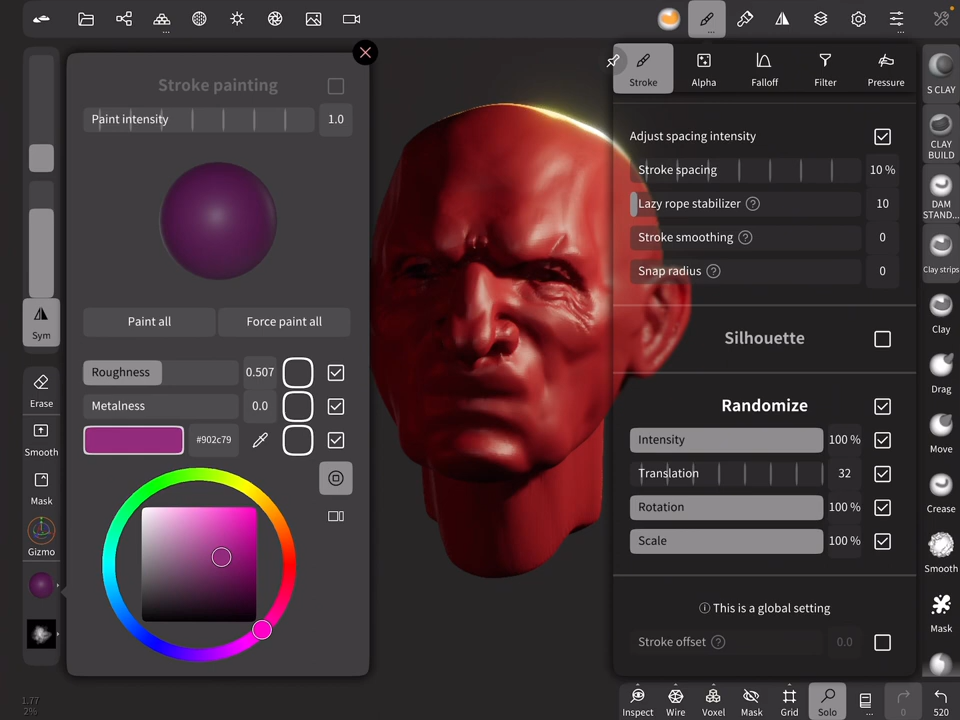 Stroke painting
Paint intensity 1.0
Paint all Force paint all
Roughness 0.507
Metalness 0.0
#902c79
Sym
Erase
Smooth
Mask
Gizmo
1.77
2%
Stroke Alpha Falloff Filter Pressure
Adjust spacing intensity
Stroke spacing 10 %
Lazy rope stabilizer ? 10
Stroke smoothing ? 0
Snap radius ? 0
Silhouette
Randomize
Intensity 100 %
Translation 32
Rotation 100 %
Scale 100 %
ⓘ This is a global setting
Stroke offset ? 0.0
S CLAY
CLAY
BUILD
DAM
STAND...
Clay strips
Clay
Drag
Move
Crease
Smooth
Mask
Inspect Wire Voxel Mask Grid Solo ... 0 520